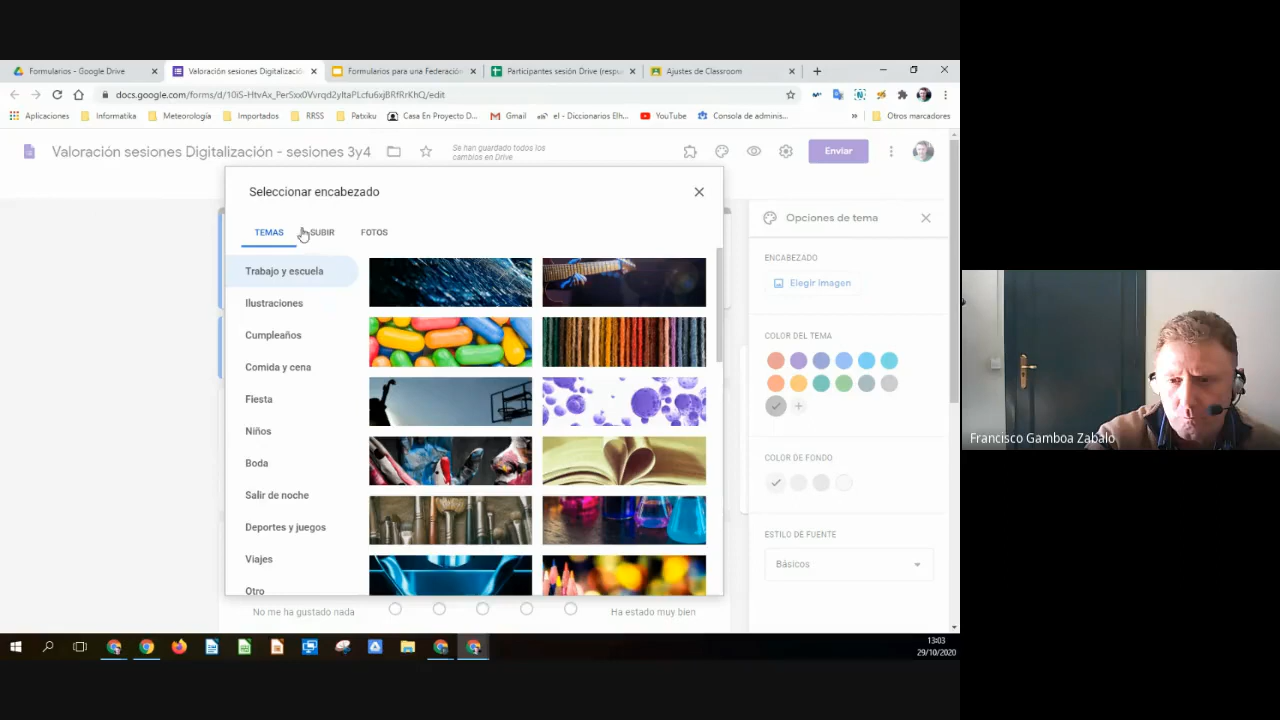 Formularios - Google Drive
Valoración sesiones Digitalizació
Formularios para una Federación
Participantes sesión Drive (respu
Ajustes de Classroom
docs.google.com/forms/d/
/edit
Aplicaciones
Informatika
Meteorología
Importados
RRSS
Patxiku
Casa En Proyecto D...
Gmail
el - Diccionarios Elh...
YouTube
Consola de adminis...
»
Otros marcadores
Valoración sesiones Digitalización - sesiones 3y4
Se han guardado todos los
cambios en Drive
Enviar
Seleccionar encabezado
TEMAS
SUBIR
FOTOS
Trabajo y escuela
Ilustraciones
Cumpleaños
Comida y cena
Fiesta
Niños
Boda
Salir de noche
Deportes y juegos
Viajes
Otro
Opciones de tema
ENCABEZADO
Elegir imagen
COLOR DEL TEMA
COLOR DE FONDO
ESTILO DE FUENTE
Básicos
No me ha gustado nada
Ha estado muy bien
13:03
29/10/2020
Francisco Gamboa Zabalo